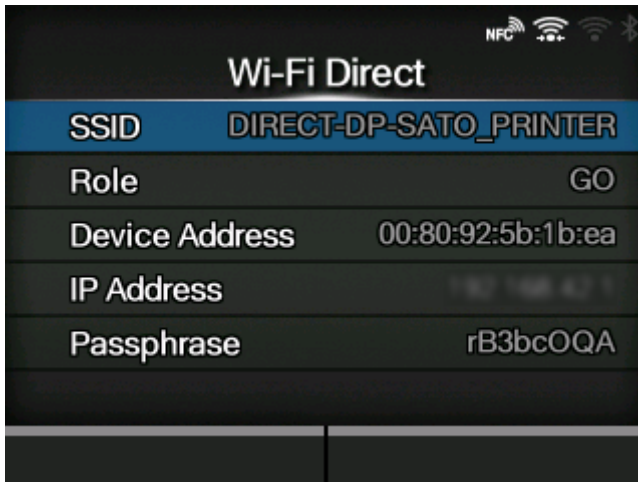 NFC
Wi-Fi Direct
SSID DIRECT-DP-SATO_PRINTER
Role GO
Device Address 00:80:92:5b:1b:ea
IP Address
Passphrase rB3bcOQA